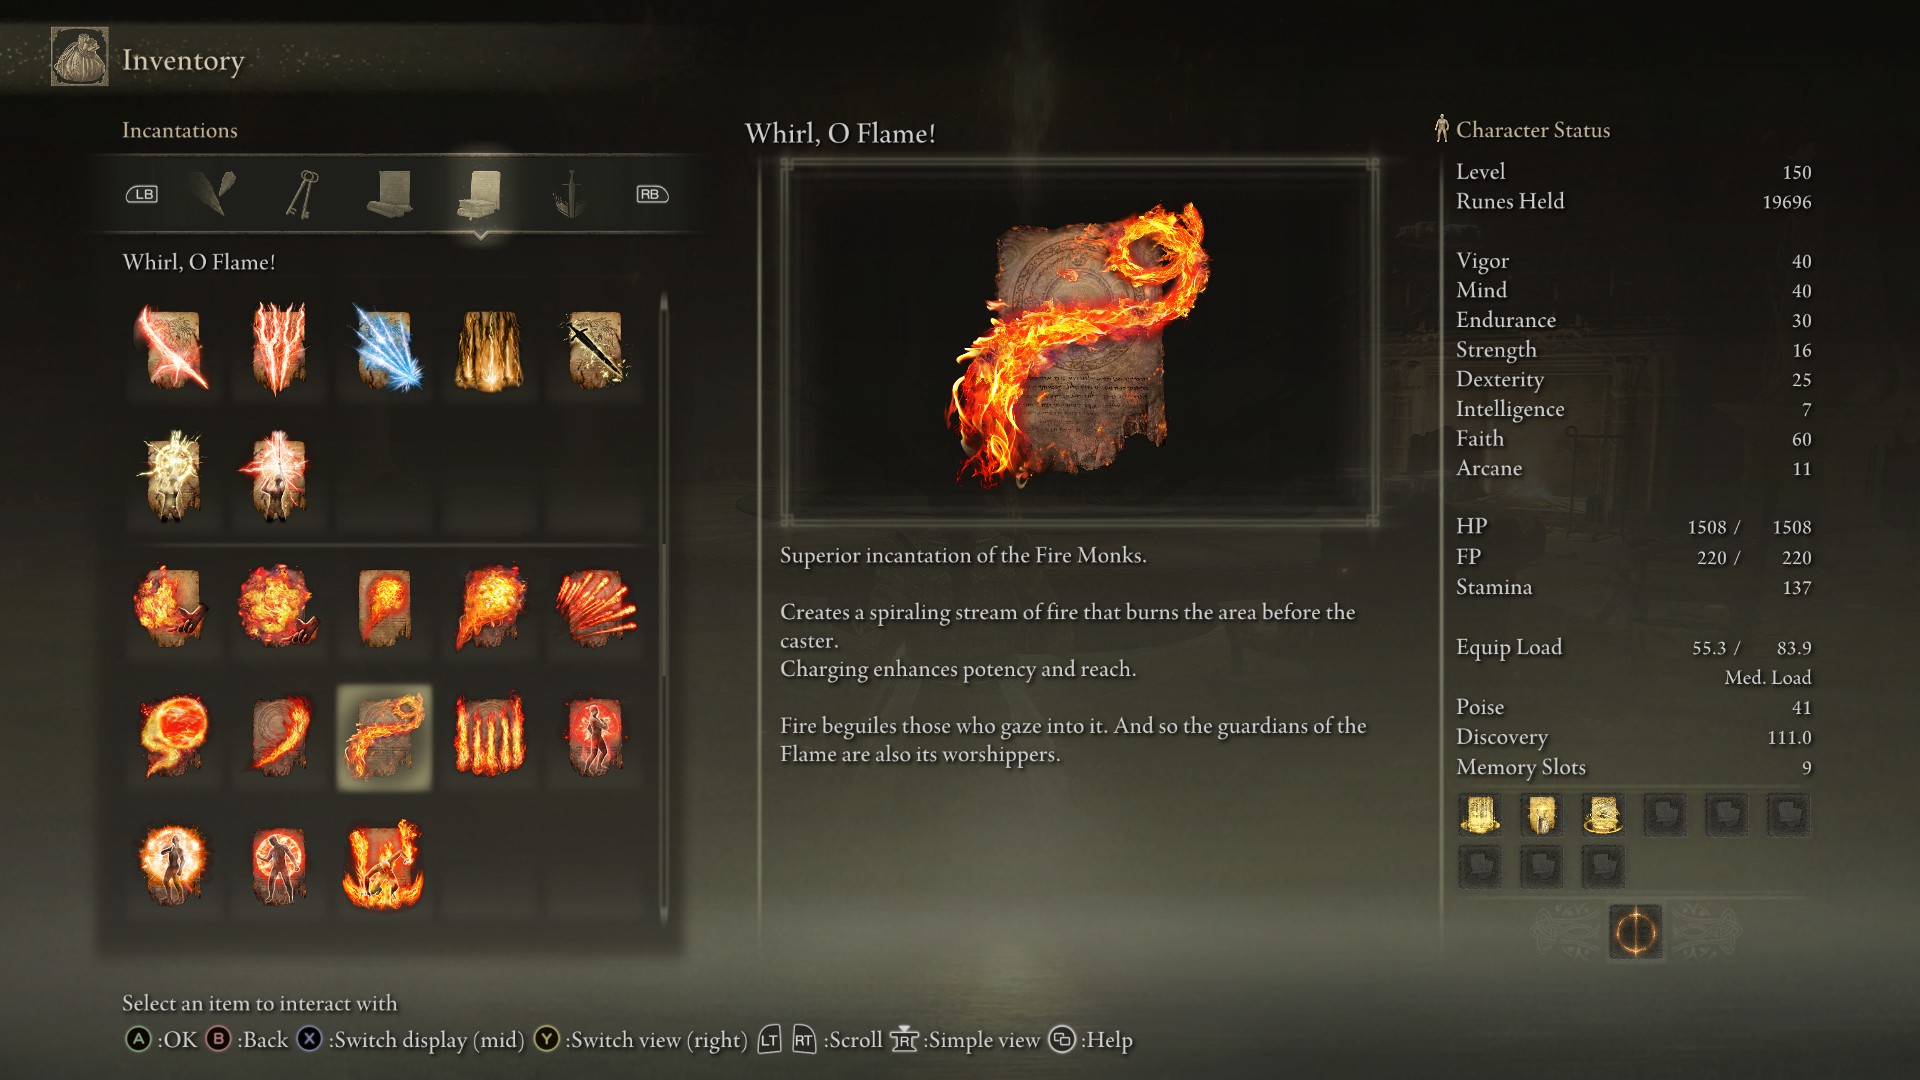 Inventory
Incantations
LB
RB
Whirl, O Flame!
Whirl, O Flame!
Superior incantation of the Fire Monks.
Creates a spiraling stream of fire that burns the area before the
caster.
Charging enhances potency and reach.
Fire beguiles those who gaze into it. And so the guardians of the
Flame are also its worshippers.
Character Status
Level 150
Runes Held 19696
Vigor 40
Mind 40
Endurance 30
Strength 16
Dexterity 25
Intelligence 7
Faith 60
Arcane 11
HP 1508 / 1508
FP 220 / 220
Stamina 137
Equip Load 55.3 / 83.9
Med. Load
Poise 41
Discovery 111.0
Memory Slots 9
Select an item to interact with
A :OK B :Back X :Switch display (mid) Y :Switch view (right) LT RT :Scroll R :Simple view :Help